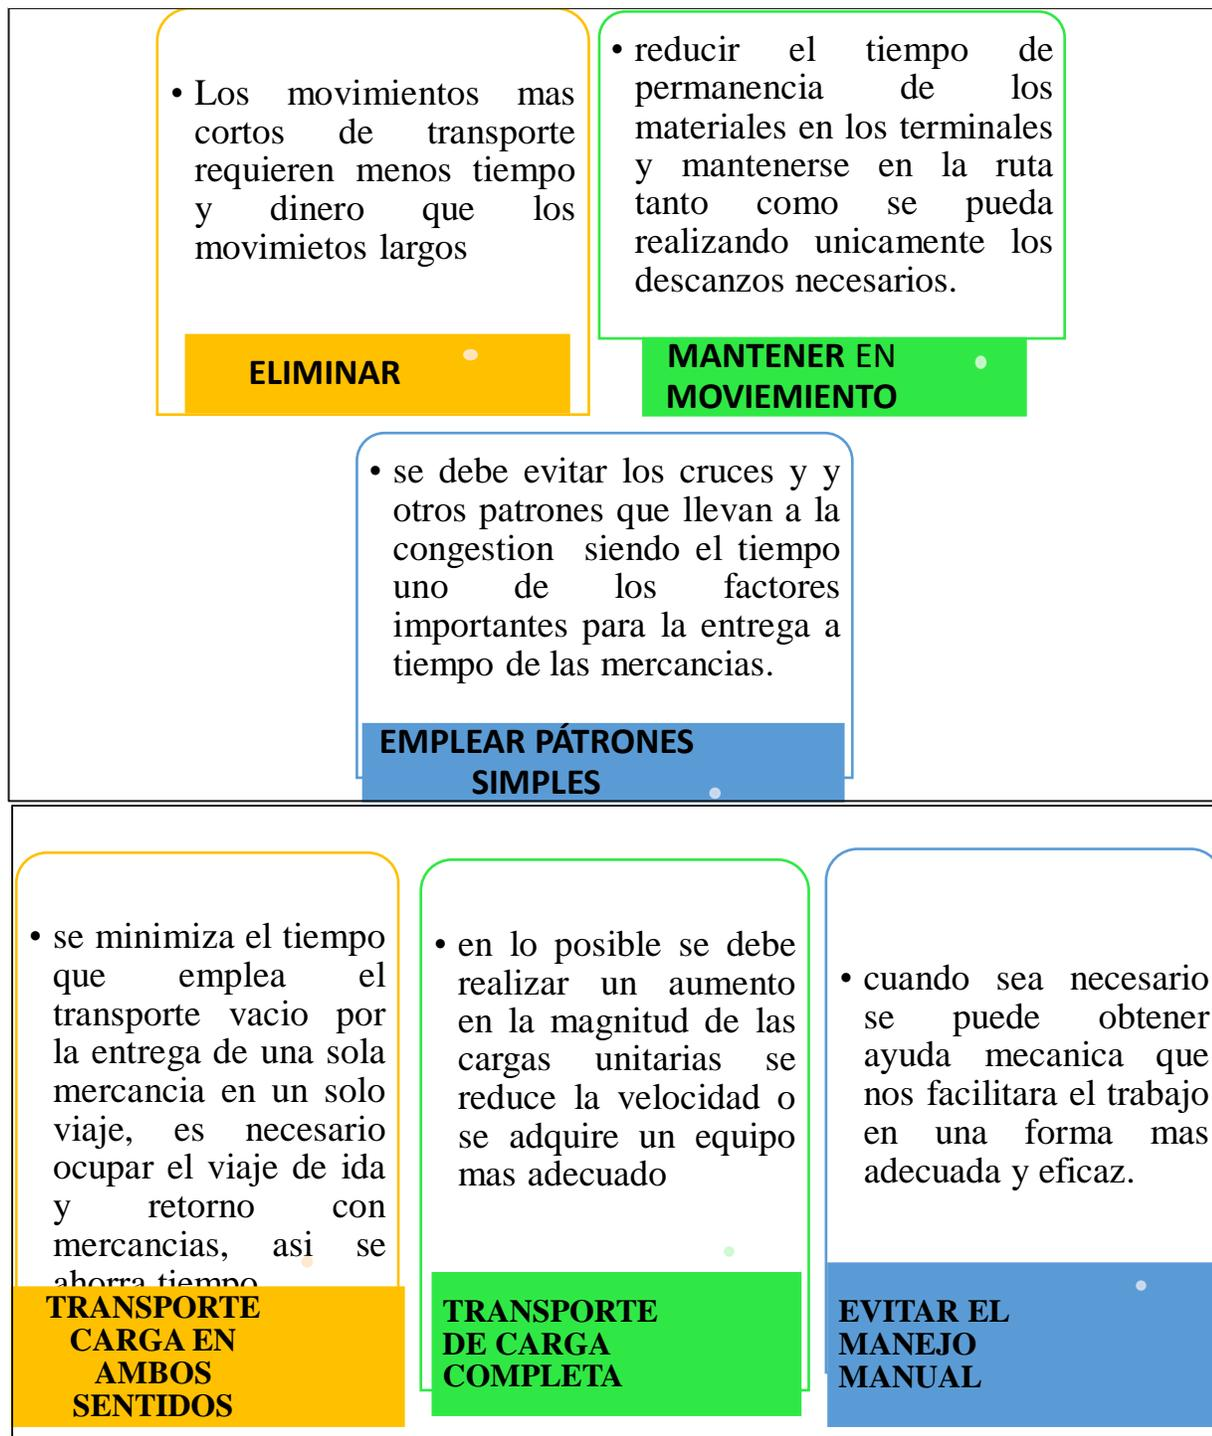 • Los movimientos mas
cortos de transporte
requieren menos tiempo
y dinero que los
movimietos largos
ELIMINAR
• reducir el tiempo de
permanencia de los
materiales en los terminales
y mantenerse en la ruta
tanto como se pueda
realizando unicamente los
descanzos necesarios.
MANTENER EN
MOVIEMIENTO
• se debe evitar los cruces y y
otros patrones que llevan a la
congestion siendo el tiempo
uno de los factores
importantes para la entrega a
tiempo de las mercancias.
EMPLEAR PÁTRONES
SIMPLES
• se minimiza el tiempo
que emplea el
transporte vacio por
la entrega de una sola
mercancia en un solo
viaje, es necesario
ocupar el viaje de ida
y retorno con
mercancias, asi se
ahorra tiempo
TRANSPORTE
CARGA EN
AMBOS
SENTIDOS
• en lo posible se debe
realizar un aumento
en la magnitud de las
cargas unitarias se
reduce la velocidad o
se adquire un equipo
mas adecuado
TRANSPORTE
DE CARGA
COMPLETA
• cuando sea necesario
se puede obtener
ayuda mecanica que
nos facilitara el trabajo
en una forma mas
adecuada y eficaz.
EVITAR EL
MANEJO
MANUAL